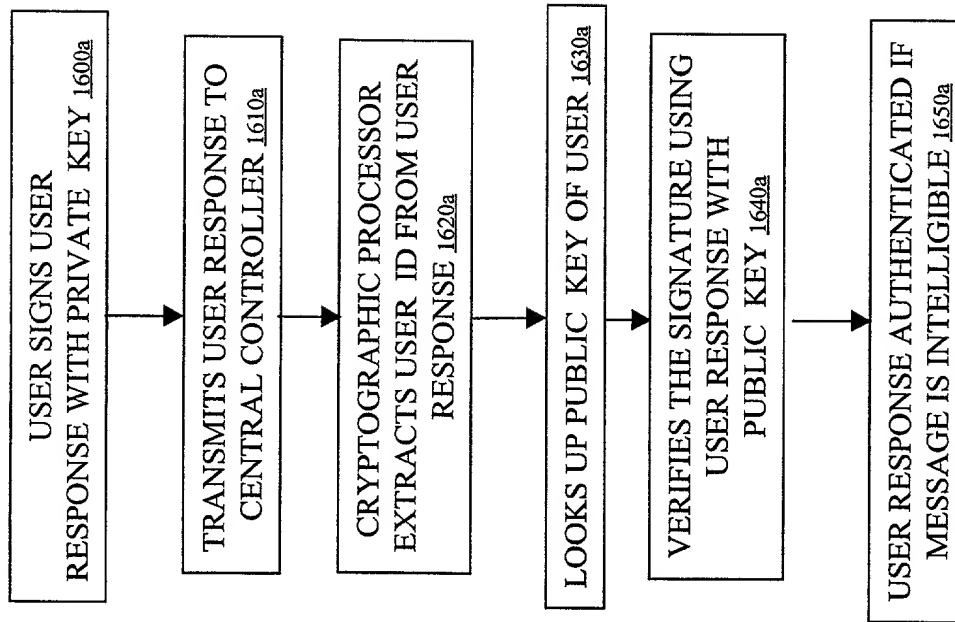 USER SIGNS USER
RESPONSE WITH PRIVATE KEY 1600a
TRANSMITS USER RESPONSE TO
CENTRAL CONTROLLER 1610a
CRYPTOGRAPHIC PROCESSOR
EXTRACTS USER ID FROM USER
RESPONSE 1620a
LOOKS UP PUBLIC KEY OF USER 1630a
VERIFIES THE SIGNATURE USING
USER RESPONSE WITH
PUBLIC KEY 1640a
USER RESPONSE AUTHENTICATED IF
MESSAGE IS INTELLIGIBLE 1650a